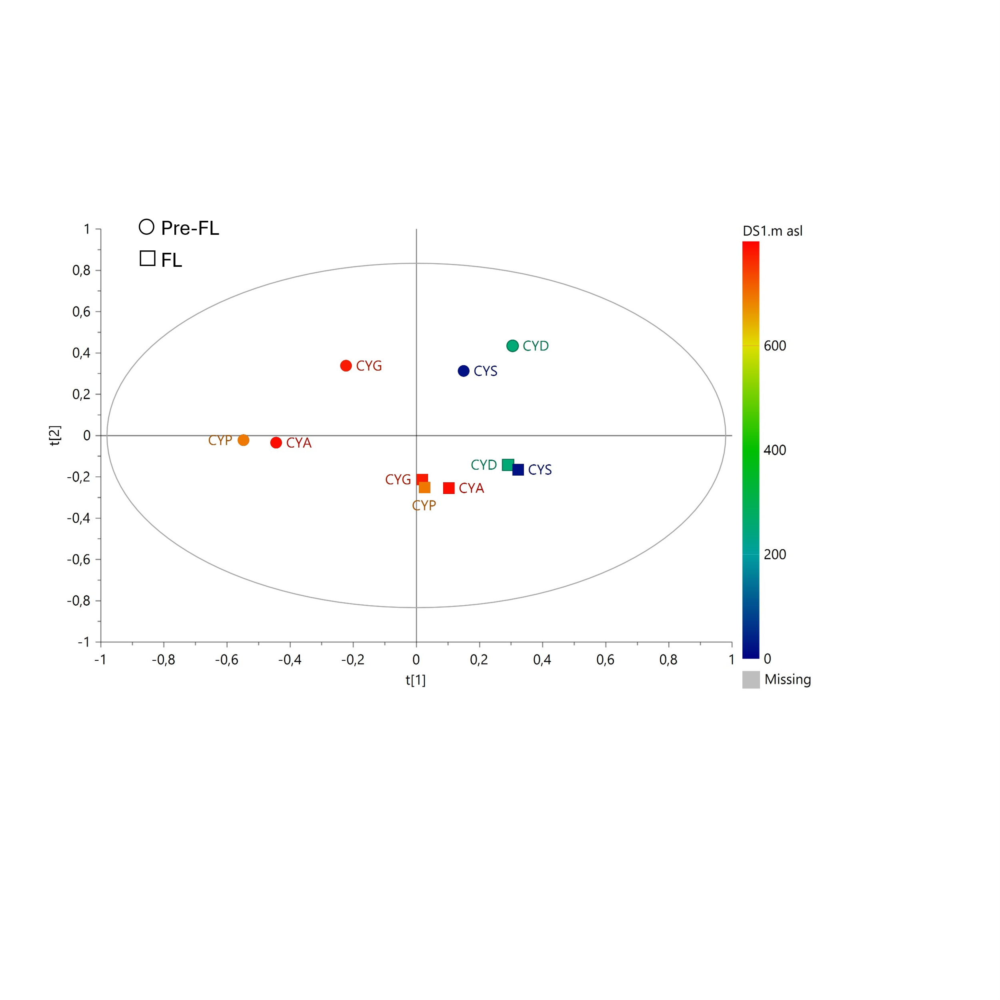 Pre-FL
FL
DS1.m asl
1
0,8
0,6
0,4
0,2
0
-0,2
-0,4
-0,6
-0,8
-1
t[2]
CYD
CYG
CYS
CYP
CYA
CYD
CYS
CYG
CYA
CYP
600
400
200
0
Missing
-1
-0,8
-0,6
-0,4
-0,2
0
0,2
0,4
0,6
0,8
1
t[1]